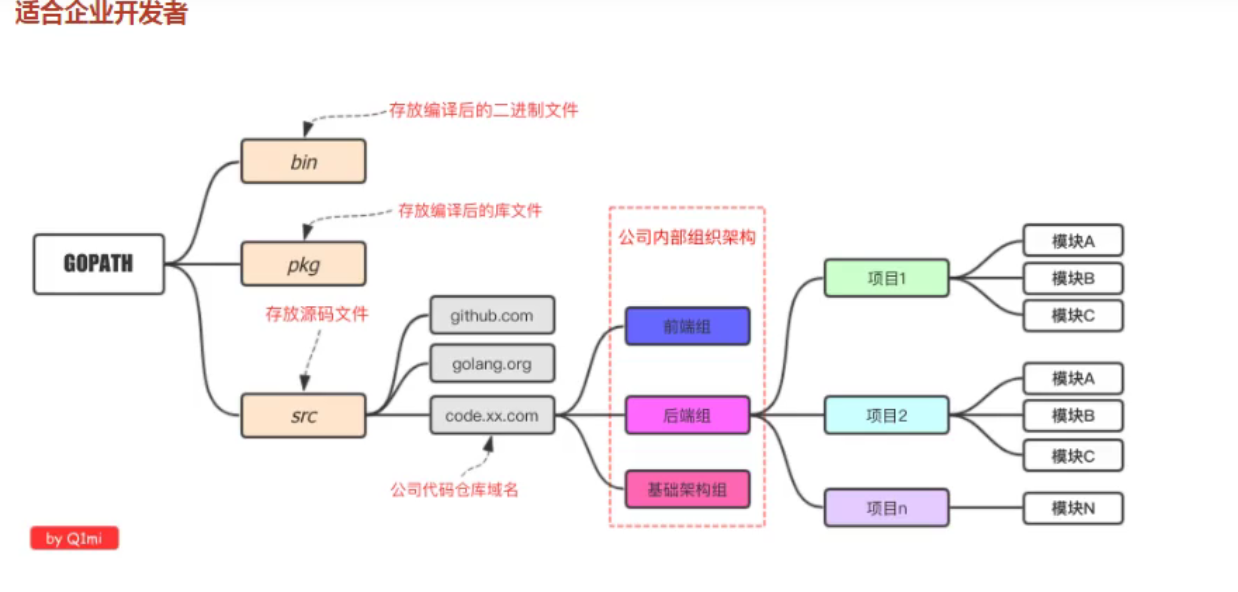 适合企业开发者
存放编译后的二进制文件
bin
存放编译后的库文件
GOPATH
pkg
存放源码文件
src
github.com
golang.org
code.xx.com
公司代码仓库域名
公司内部组织架构
前端组
后端组
基础架构组
项目1
模块A
模块B
模块C
项目2
模块A
模块B
模块C
项目n
模块N
by Q1mi